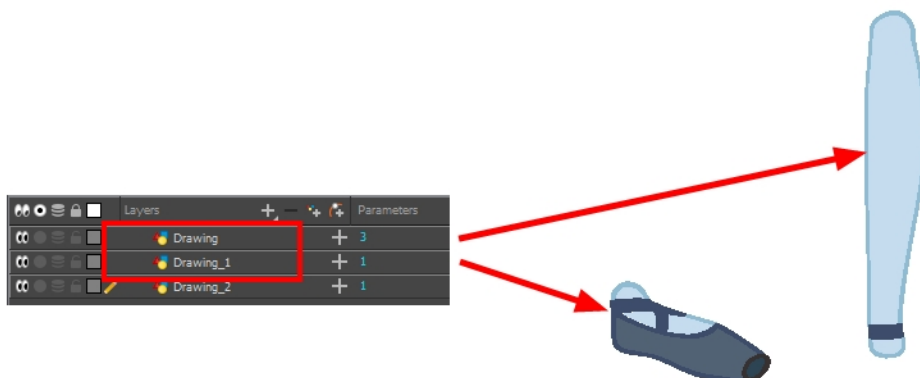 Layers Parameters
Drawing 3
Drawing_1 1
Drawing_2 1